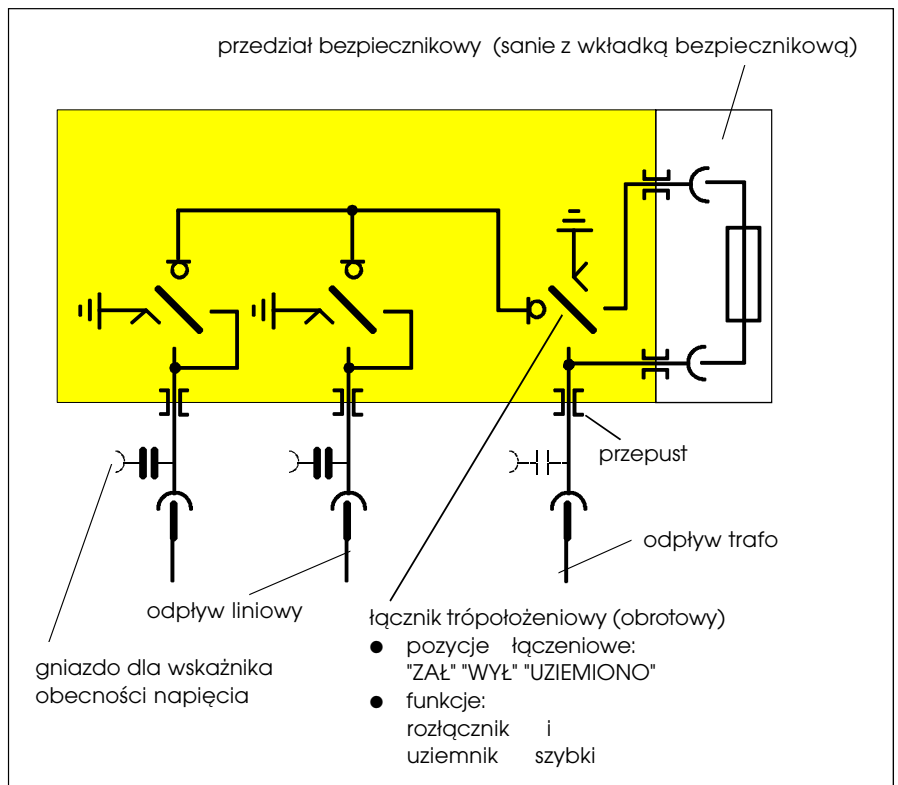 przedział bezpiecznikowy (sanie z wkładką bezpiecznikową)
przepust
odpływ trafo
odpływ liniowy
łącznik trópołożeniowy (obrotowy)
● pozycje łączeniowe:
"ZAŁ" "WYŁ" "UZIEMIONO"
● funkcje:
rozłącznik i
uziemnik szybki
gniazdo dla wskażnika
obecności napięcia